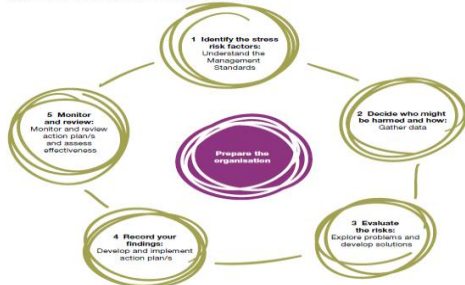 1 Identify the stress
risk factors:
Understand the
Management
Standards
2 Decide who might
be harmed and how:
Gather data
3 Evaluate
the risks:
Explore problems and
develop solutions
4 Record your
findings:
Develop and implement
action plan/s
5 Monitor
and review:
Monitor and review
action plan/s
and assess
effectiveness
Prepare the
organisation